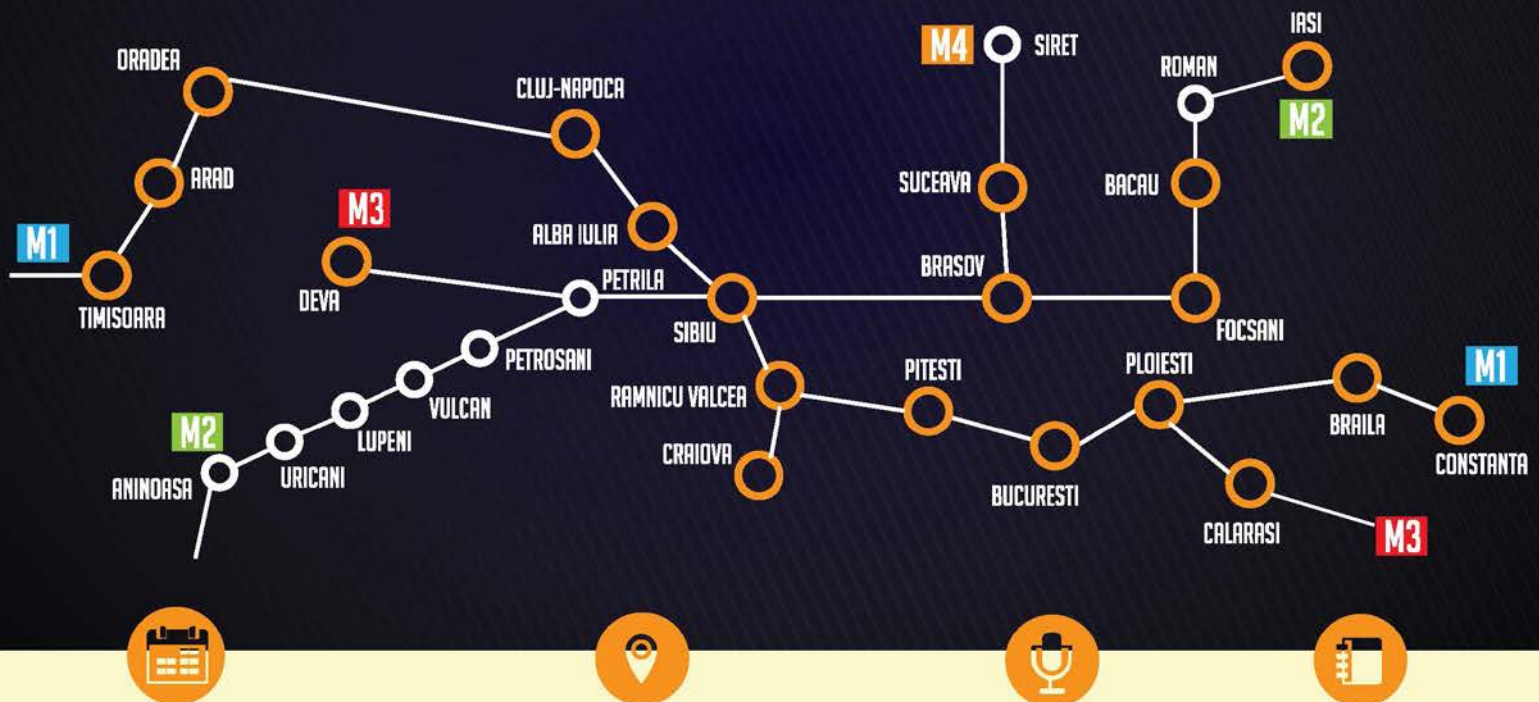 IASI
M4
SIRET
ORADEA
ROMAN
CLUJ-NAPOCA
M2
ARAD
SUCEAVA
BACAU
M3
ALBA IULIA
M1
BRASOV
PETRILA
DEVA
TIMISOARA
SIBIU
FOCSANI
PETROSANI
PITESTI
PLOIESTI
M1
RAMNICU VALCEA
VULCAN
BRAILA
M2
LUPENI
CRAIOVA
CONSTANTA
URICANI
ANINOASA
BUCURESTI
CALARASI
M3